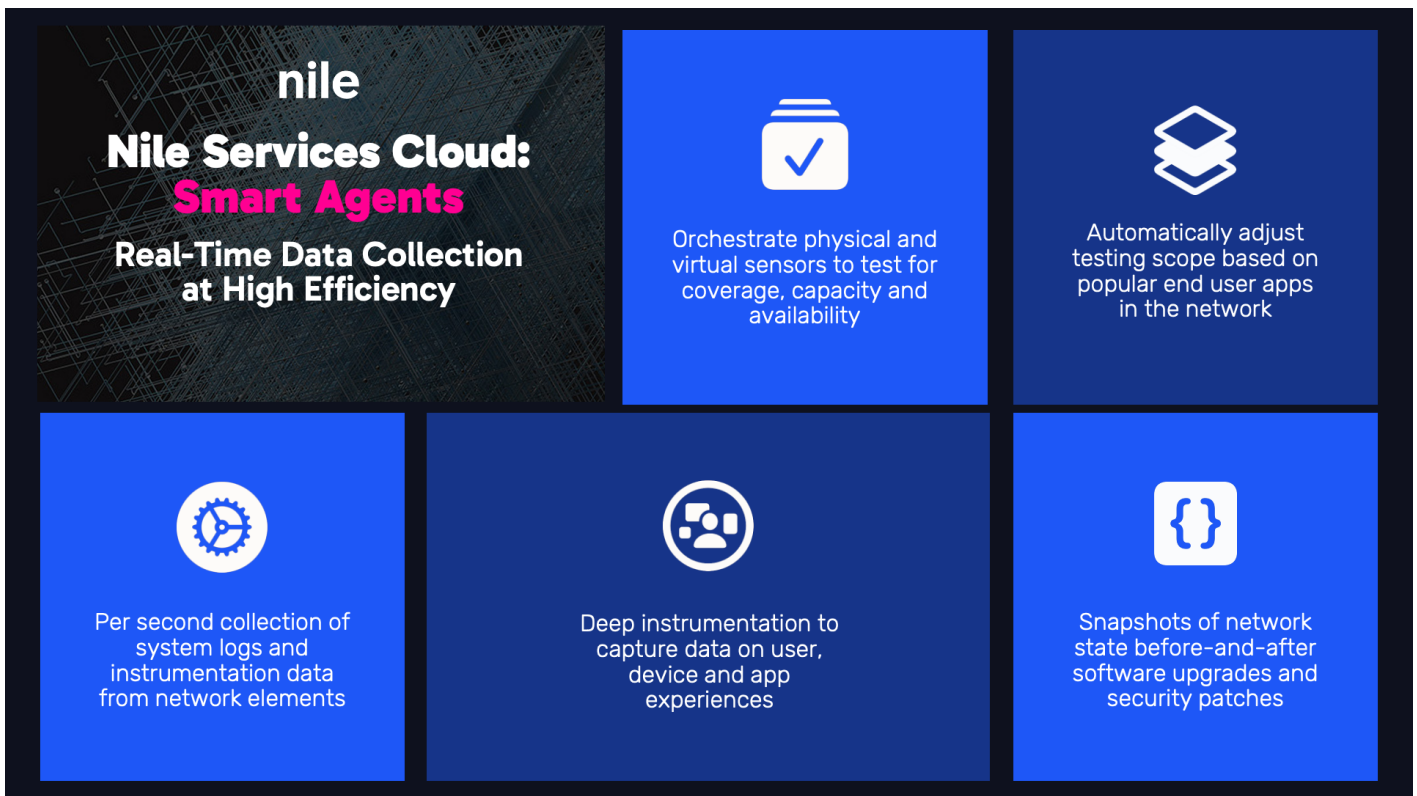 nile
Nile Services Cloud:
Smart Agents
Real-Time Data Collection
at High Efficiency
Orchestrate physical and
virtual sensors to test for
coverage, capacity and
availability
Automatically adjust
testing scope based on
popular end user apps
in the network
Per second collection of
system logs and
instrumentation data
from network elements
Deep instrumentation to
capture data on user,
device and app
experiences
{}
Snapshots of network
state before-and-after
software upgrades and
security patches